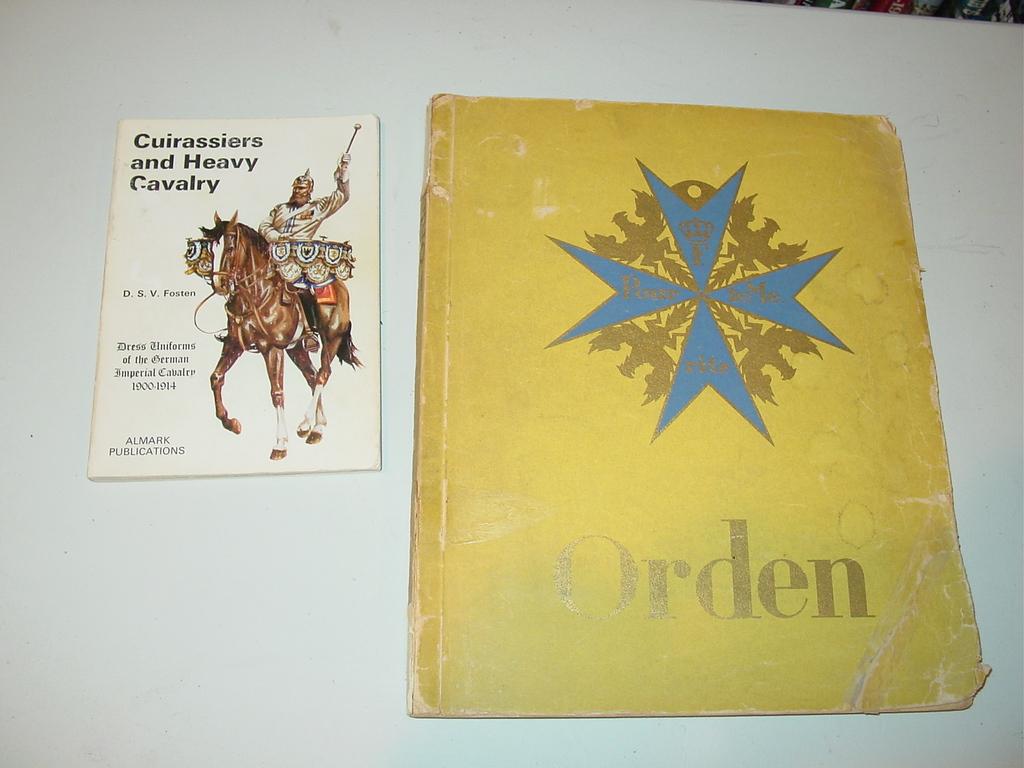 Cuirassiers
and Heavy
Cavalry
D. S. V. Fosten
Dress Uniforms
of the German
Imperial Cavalry
1900-1914
ALMARK
PUBLICATIONS
F
Pour le Me
rite
Orden